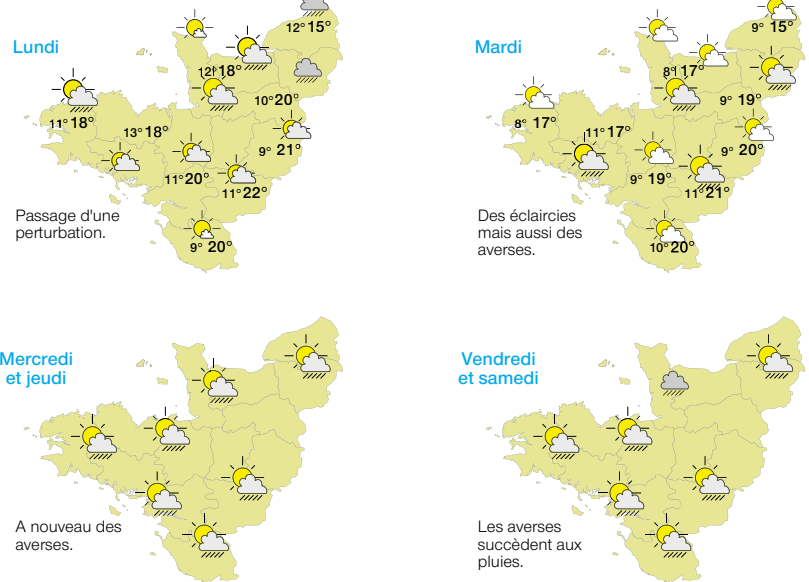 Lundi
12° 15°
12° 18°
10° 20°
11° 18°
13° 18°
9° 21°
11° 20°
11° 22°
9° 20°
Passage d'une
perturbation.
Mardi
9° 15°
8° 17°
9° 19°
8° 17°
11° 17°
9° 20°
9° 19°
11° 21°
10° 20°
Des éclaircies
mais aussi des
averses.
Mercredi
et jeudi
A nouveau des
averses.
Vendredi
et samedi
Les averses
succèdent aux
pluies.